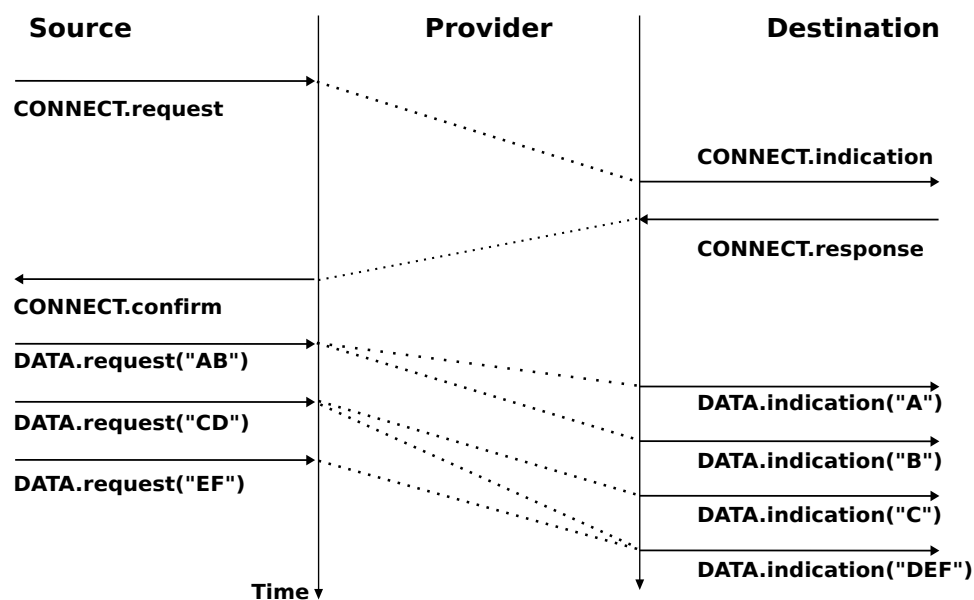 Source Provider Destination
CONNECT.request
CONNECT.indication
CONNECT.response
CONNECT.confirm
DATA.request("AB")
DATA.indication("A")
DATA.request("CD")
DATA.indication("B")
DATA.request("EF")
DATA.indication("C")
DATA.indication("DEF")
Time